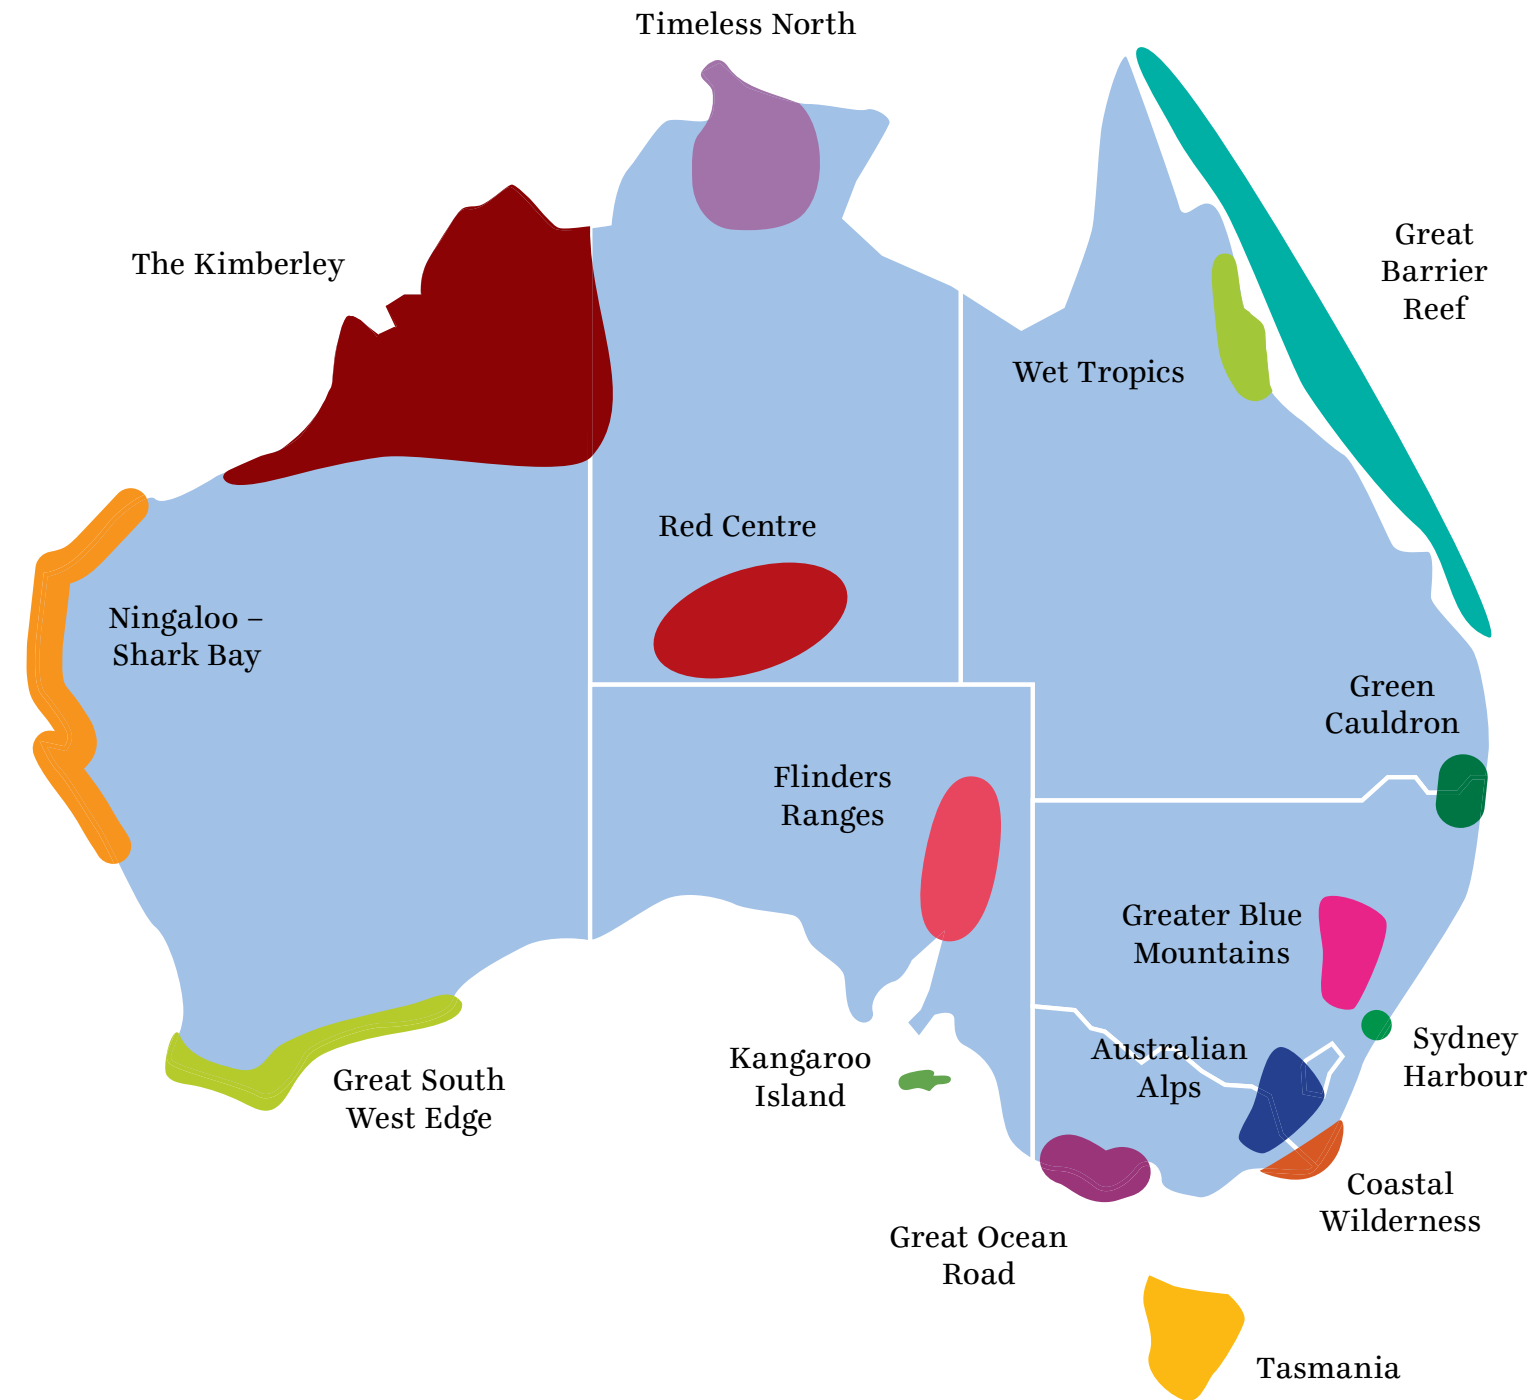 Timeless North
The Kimberley
Great
Barrier
Reef
Wet Tropics
Red Centre
Ningaloo –
Shark Bay
Green
Cauldron
Flinders
Ranges
Greater Blue
Mountains
Sydney
Harbour
Australian
Alps
Kangaroo
Island
Great South
West Edge
Coastal
Wilderness
Great Ocean
Road
Tasmania